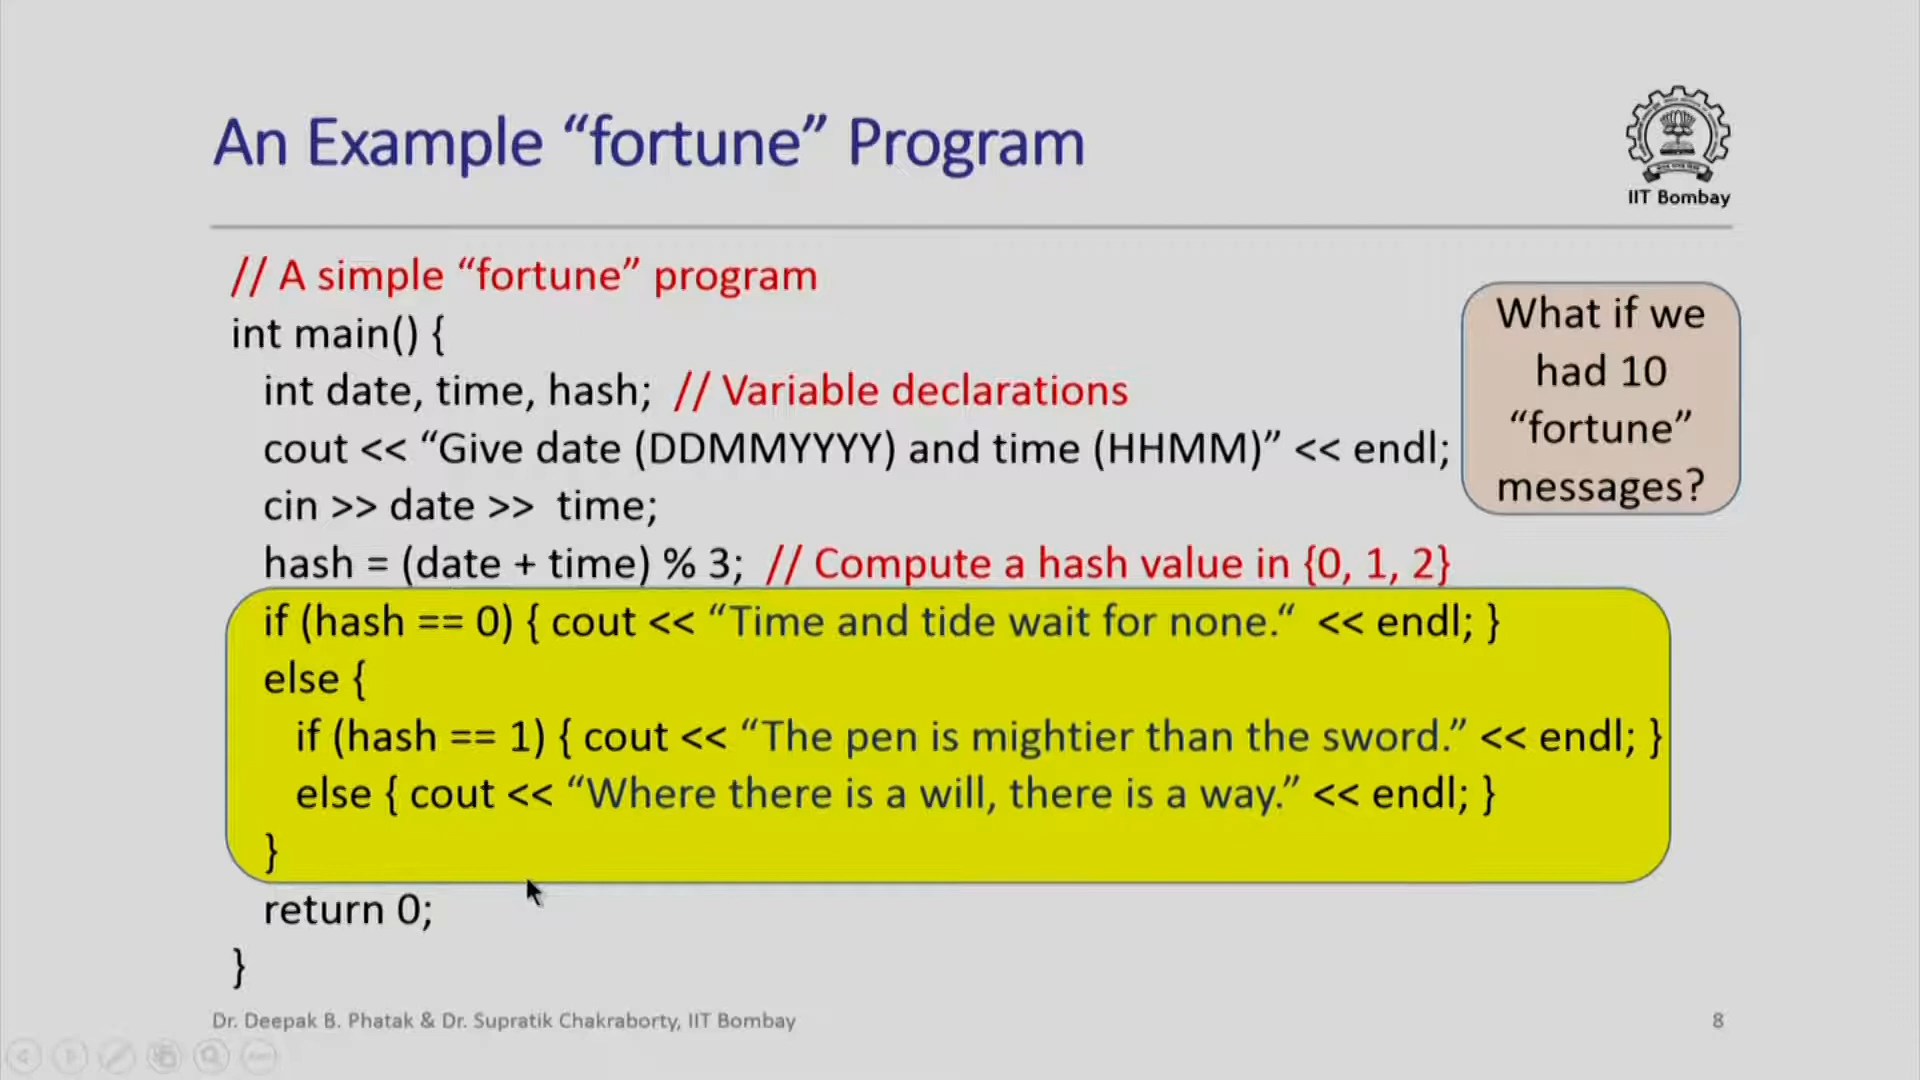 An Example “fortune” Program
IIT Bombay
// A simple “fortune” program
int main() {
int date, time, hash; // Variable declarations
cout << “Give date (DDMMYYYY) and time (HHMM)” << endl;
cin >> date >> time;
hash = (date + time) % 3; // Compute a hash value in {0, 1, 2}
if (hash == 0) { cout << “Time and tide wait for none.“ << endl; }
else {
if (hash == 1) { cout << “The pen is mightier than the sword.” << endl; }
else { cout << “Where there is a will, there is a way.” << endl; }
}
return 0;
}
What if we
had 10
“fortune”
messages?
Dr. Deepak B. Phatak & Dr. Supratik Chakraborty, IIT Bombay
8